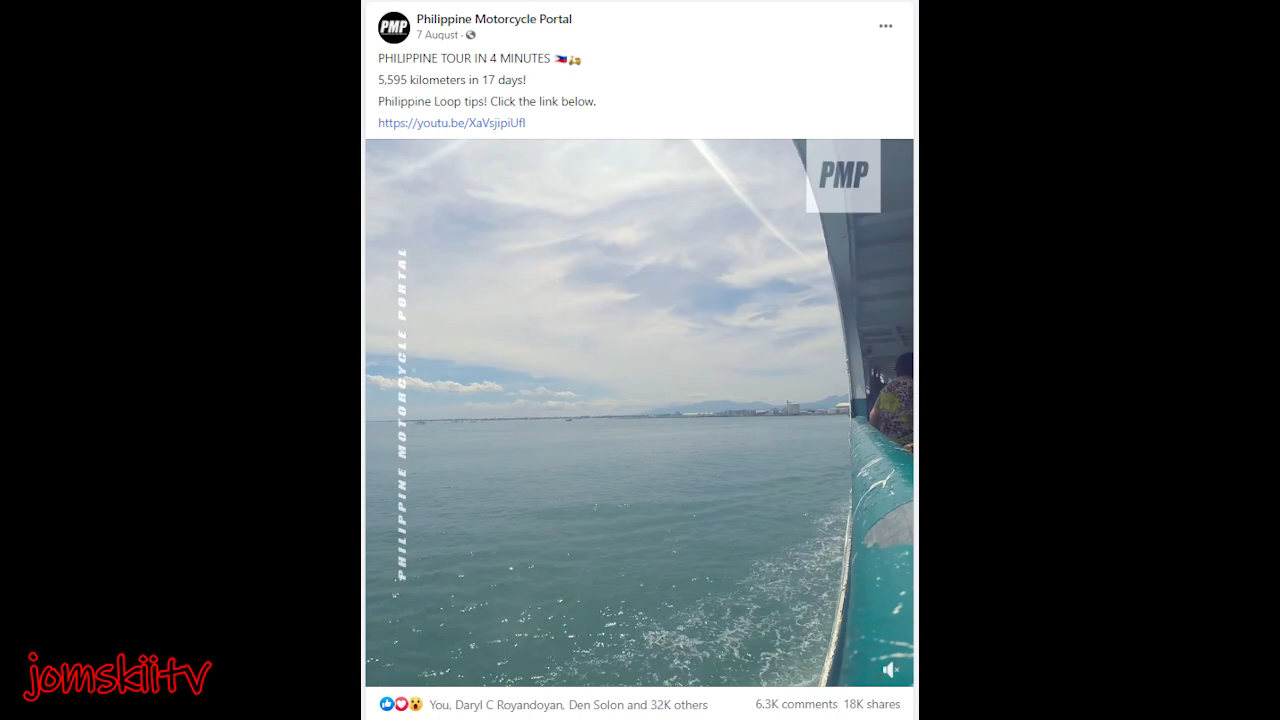 PMP
Philippine Motorcycle Portal
7 August ·
PHILIPPINE TOUR IN 4 MINUTES 🇵🇭🛵
5,595 kilometers in 17 days!
Philippine Loop tips! Click the link below.
https://youtu.be/XaVsjipiUfI
PMP
PHILIPPINE MOTORCYCLE PORTAL
jomskiitv
You, Daryl C Royandoyan, Den Solon and 32K others
6.3K comments 18K shares